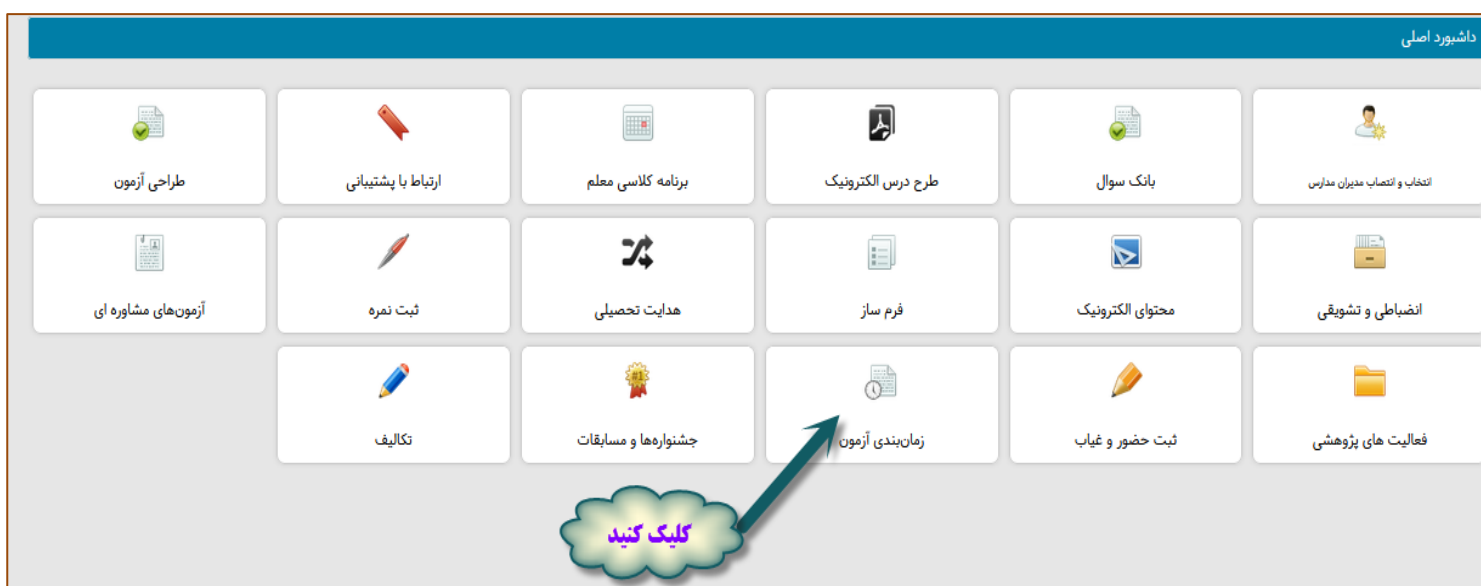 داشبورد اصلی
انتخاب و انتصاب مدیران مدارس
بانک سوال
طرح درس الکترونیک
برنامه کلاسی معلم
ارتباط با پشتیبانی
طراحی آزمون
انضباطی و تشویقی
محتوای الکترونیک
فرم ساز
هدایت تحصیلی
ثبت نمره
آزمون‌های مشاوره ای
#1
فعالیت های پژوهشی
ثبت حضور و غیاب
زمان‌بندی آزمون
جشنواره‌ها و مسابقات
تکالیف
کلیک کنید